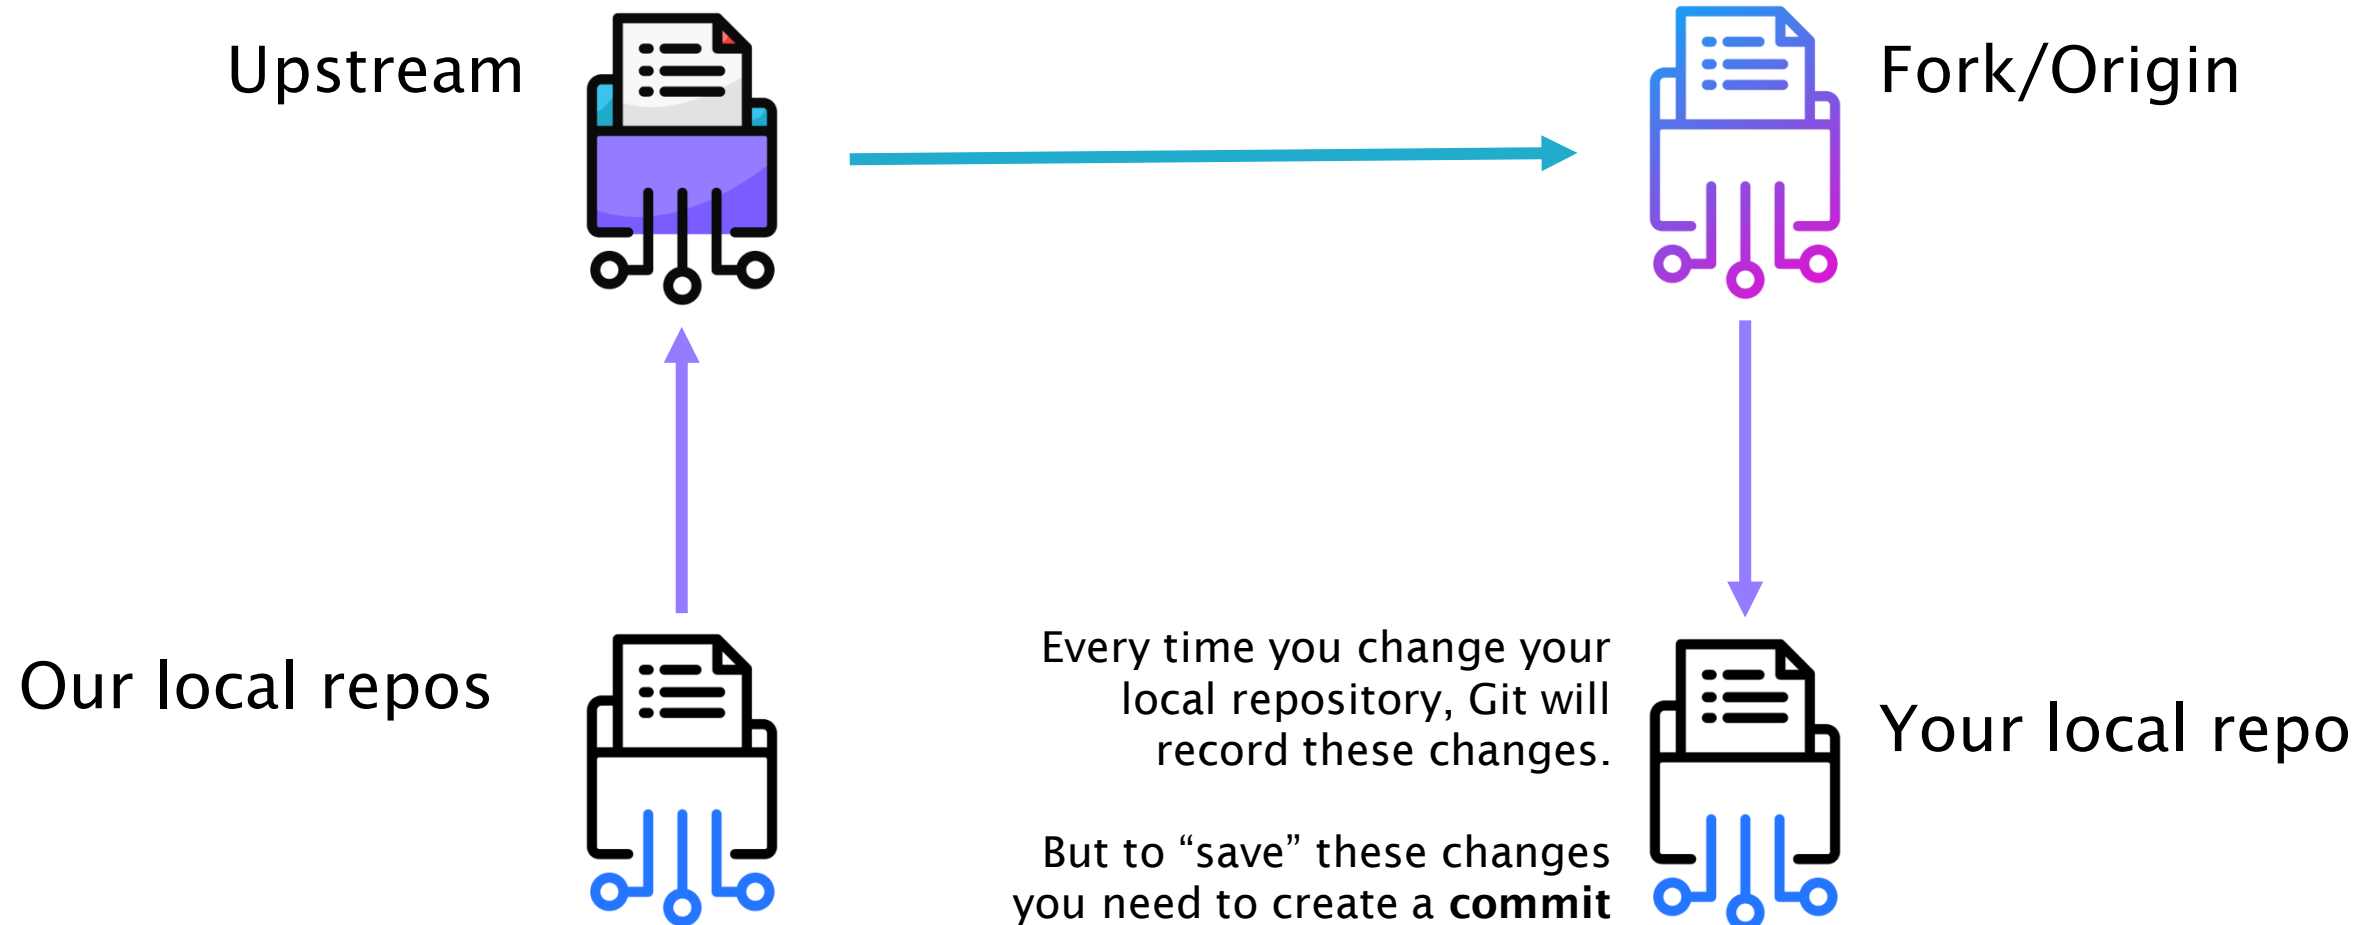 Upstream
Fork/Origin
Our local repos
Every time you change your
local repository, Git will
record these changes.
But to “save” these changes
you need to create a commit
Your local repo